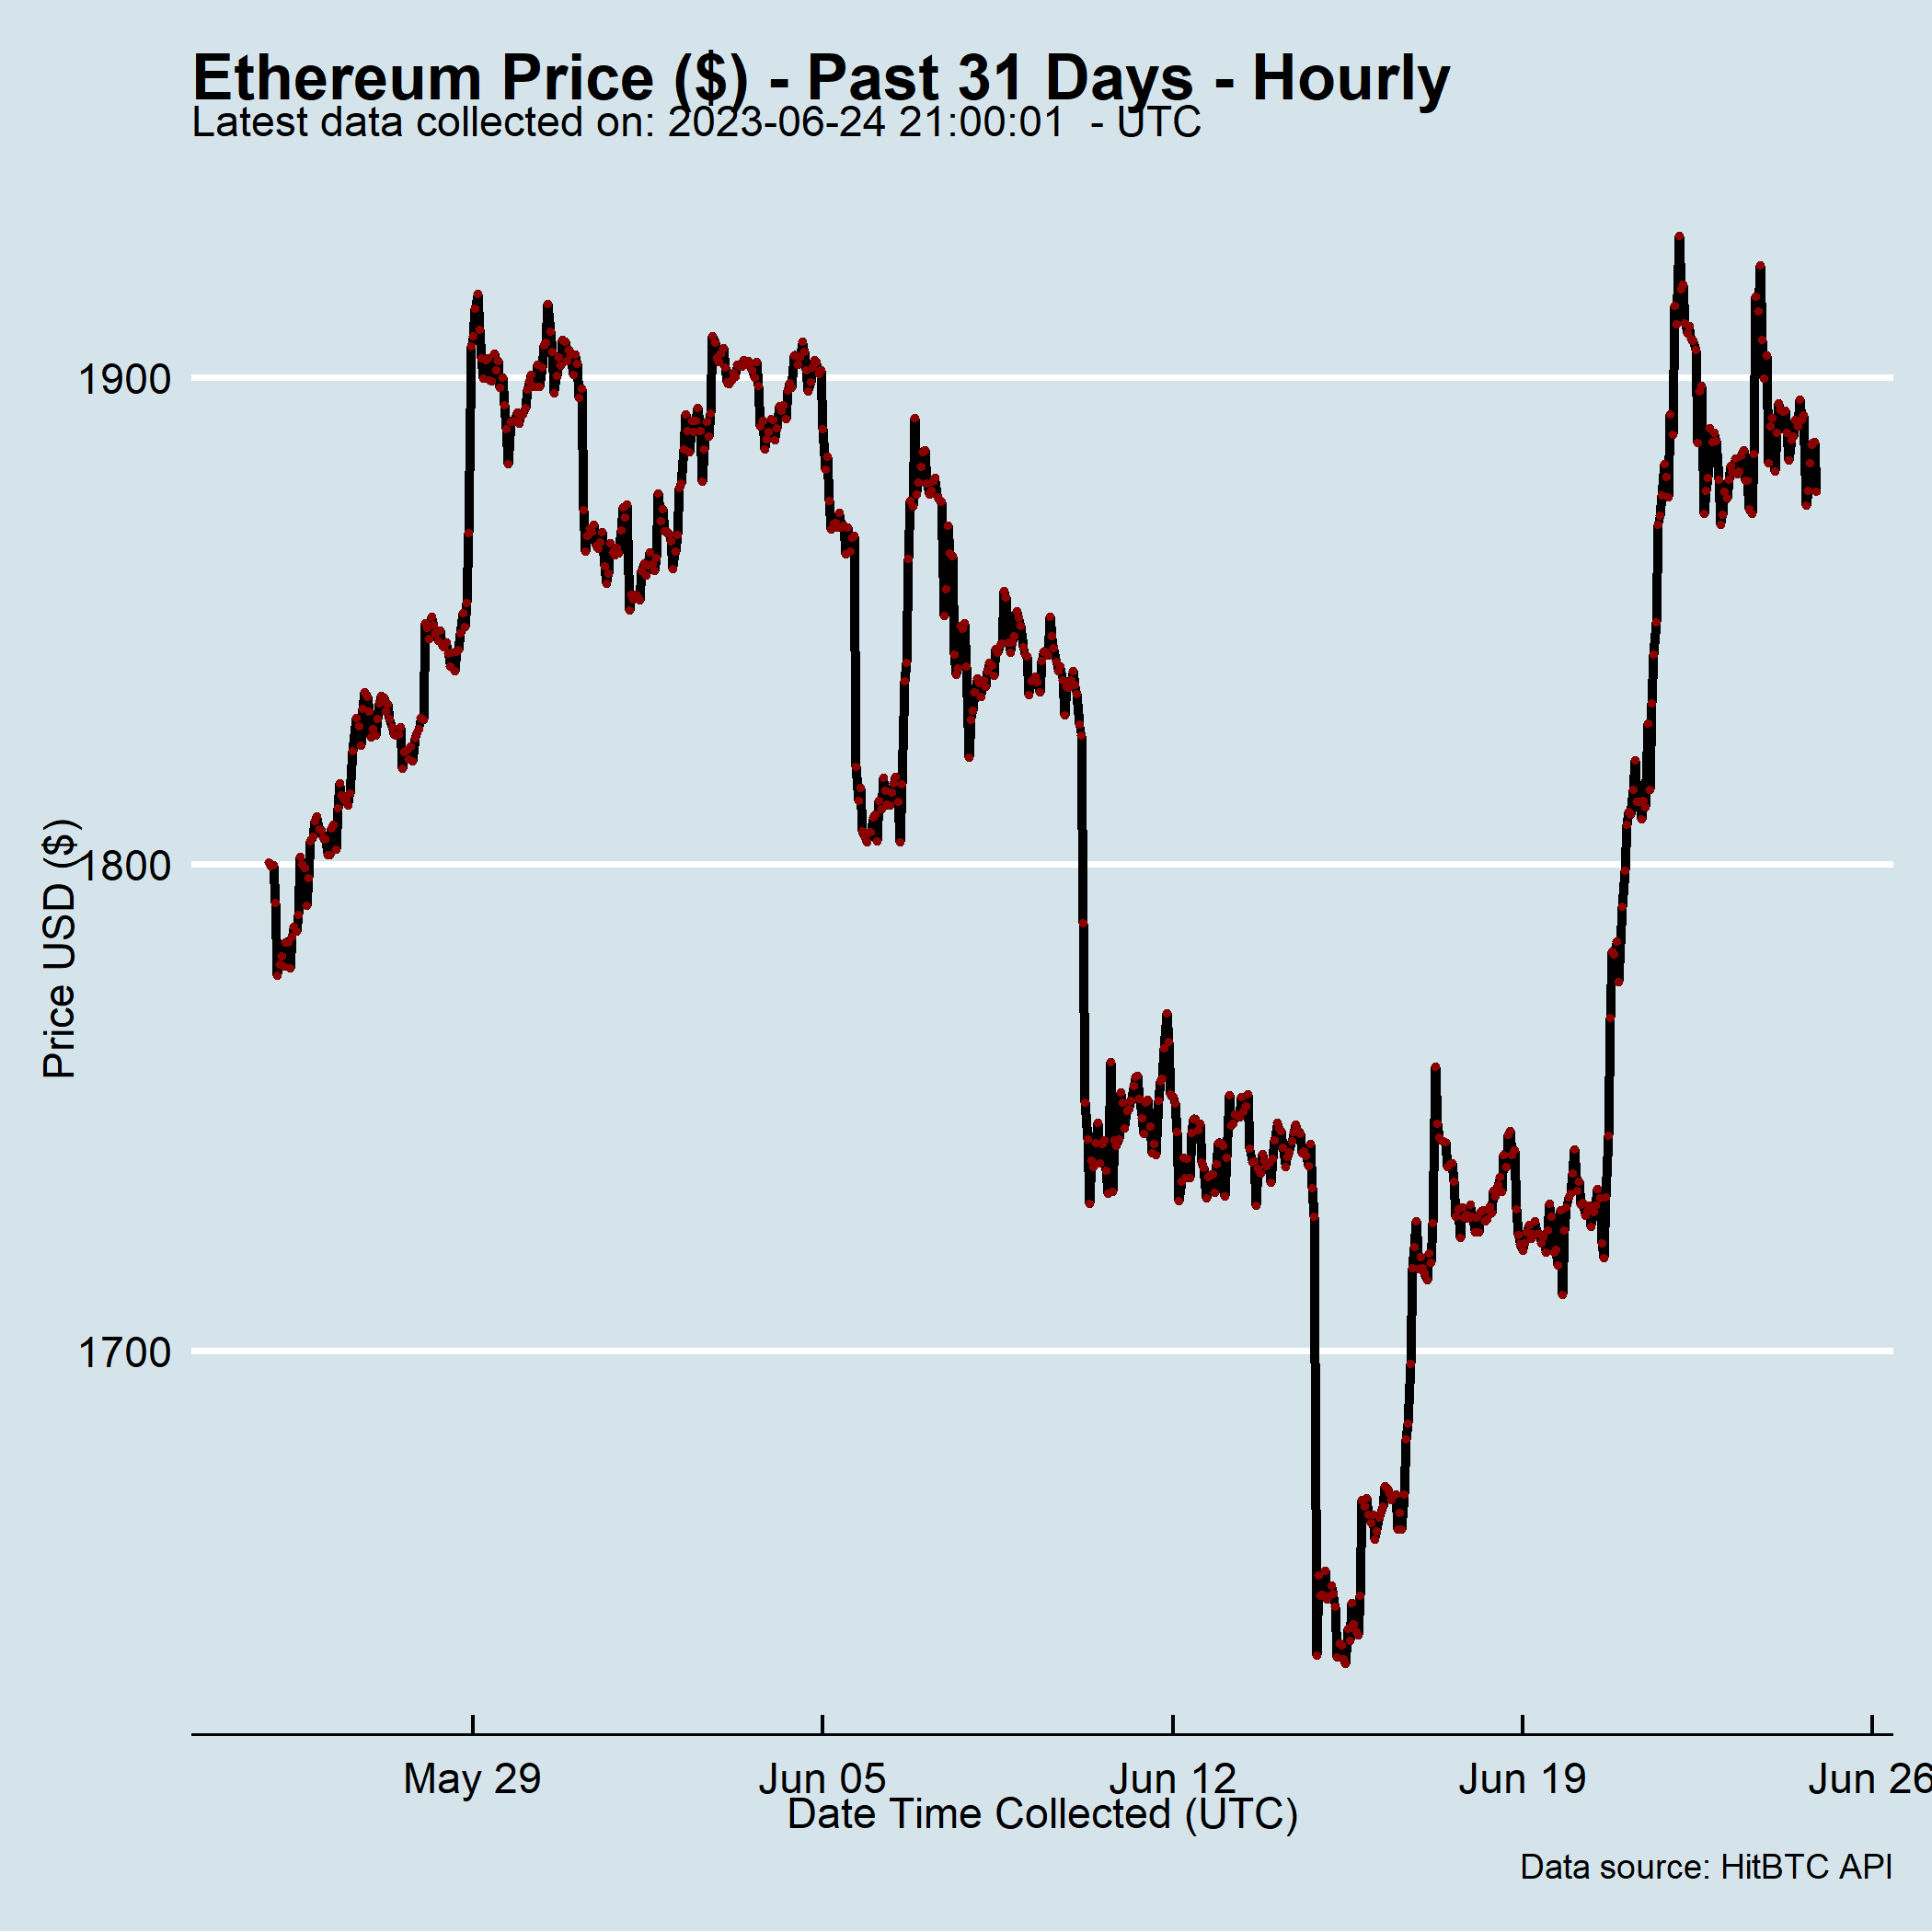 Ethereum Price ($) - Past 31 Days - Hourly
Latest data collected on: 2023-06-24 21:00:01  - UTC
1900
1800
1700
Price USD ($)
May 29
Jun 05
Jun 12
Jun 19
Jun 26
Date Time Collected (UTC)
Data source: HitBTC API